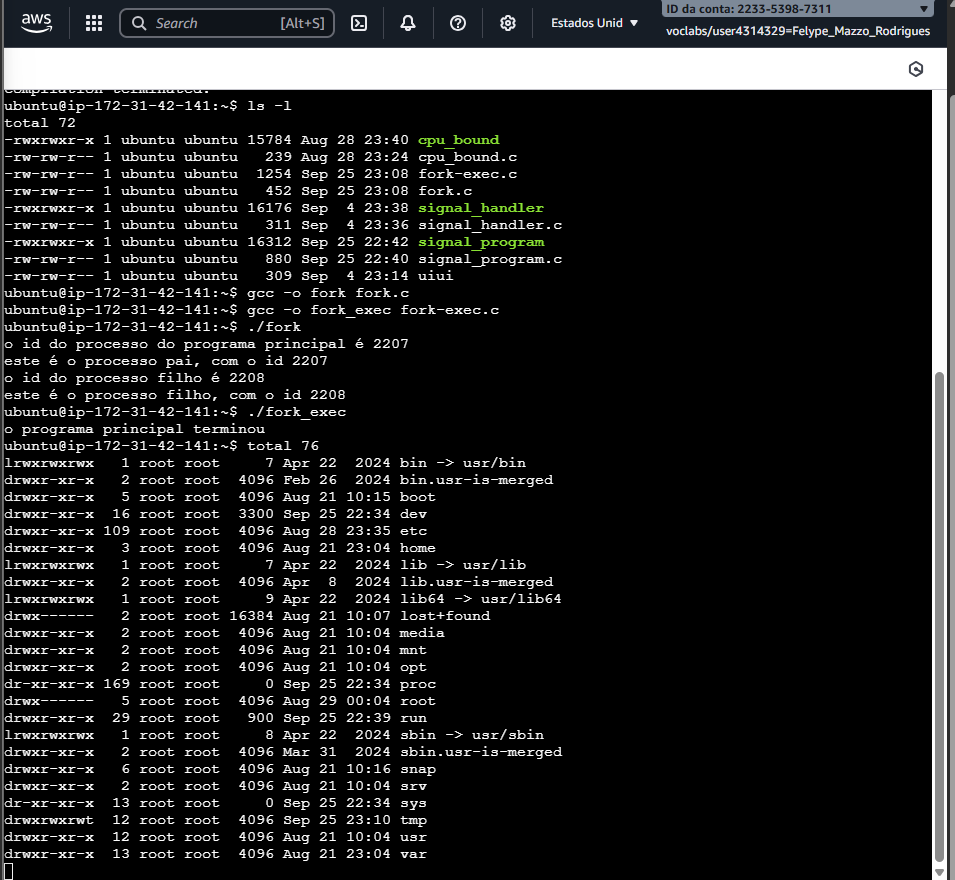 aws
Search [Alt+S]
Estados Unid
ID da conta: 2233-5398-7311
voclabs/user4314329=Felype_Mazzo_Rodrigues
compilation terminated.
ubuntu@ip-172-31-42-141:~$ ls -l
total 72
-rwxrwxr-x 1 ubuntu ubuntu 15784 Aug 28 23:40 cpu_bound
-rw-rw-r-- 1 ubuntu ubuntu   239 Aug 28 23:24 cpu_bound.c
-rw-rw-r-- 1 ubuntu ubuntu  1254 Sep 25 23:08 fork-exec.c
-rw-rw-r-- 1 ubuntu ubuntu   452 Sep 25 23:08 fork.c
-rwxrwxr-x 1 ubuntu ubuntu 16176 Sep  4 23:38 signal_handler
-rw-rw-r-- 1 ubuntu ubuntu   311 Sep  4 23:36 signal_handler.c
-rwxrwxr-x 1 ubuntu ubuntu 16312 Sep 25 22:42 signal_program
-rw-rw-r-- 1 ubuntu ubuntu   880 Sep 25 22:40 signal_program.c
-rw-rw-r-- 1 ubuntu ubuntu   309 Sep  4 23:14 uiui
ubuntu@ip-172-31-42-141:~$ gcc -o fork fork.c
ubuntu@ip-172-31-42-141:~$ gcc -o fork_exec fork-exec.c
ubuntu@ip-172-31-42-141:~$ ./fork
o id do processo do programa principal é 2207
este é o processo pai, com o id 2207
o id do processo filho é 2208
este é o processo filho, com o id 2208
ubuntu@ip-172-31-42-141:~$ ./fork_exec
o programa principal terminou
ubuntu@ip-172-31-42-141:~$ total 76
lrwxrwxrwx   1 root root     7 Apr 22  2024 bin -> usr/bin
drwxr-xr-x   2 root root  4096 Feb 26  2024 bin.usr-is-merged
drwxr-xr-x   5 root root  4096 Aug 21 10:15 boot
drwxr-xr-x  16 root root  3300 Sep 25 22:34 dev
drwxr-xr-x 109 root root  4096 Aug 28 23:35 etc
drwxr-xr-x   3 root root  4096 Aug 21 23:04 home
lrwxrwxrwx   1 root root     7 Apr 22  2024 lib -> usr/lib
drwxr-xr-x   2 root root  4096 Apr  8  2024 lib.usr-is-merged
lrwxrwxrwx   1 root root     9 Apr 22  2024 lib64 -> usr/lib64
drwx------   2 root root 16384 Aug 21 10:07 lost+found
drwxr-xr-x   2 root root  4096 Aug 21 10:04 media
drwxr-xr-x   2 root root  4096 Aug 21 10:04 mnt
drwxr-xr-x   2 root root  4096 Aug 21 10:04 opt
dr-xr-xr-x 169 root root     0 Sep 25 22:34 proc
drwx------   5 root root  4096 Aug 29 00:04 root
drwxr-xr-x  29 root root   900 Sep 25 22:39 run
lrwxrwxrwx   1 root root     8 Apr 22  2024 sbin -> usr/sbin
drwxr-xr-x   2 root root  4096 Mar 31  2024 sbin.usr-is-merged
drwxr-xr-x   6 root root  4096 Aug 21 10:16 snap
drwxr-xr-x   2 root root  4096 Aug 21 10:04 srv
dr-xr-xr-x  13 root root     0 Sep 25 22:34 sys
drwxrwxrwt  12 root root  4096 Sep 25 23:10 tmp
drwxr-xr-x  12 root root  4096 Aug 21 10:04 usr
drwxr-xr-x  13 root root  4096 Aug 21 23:04 var